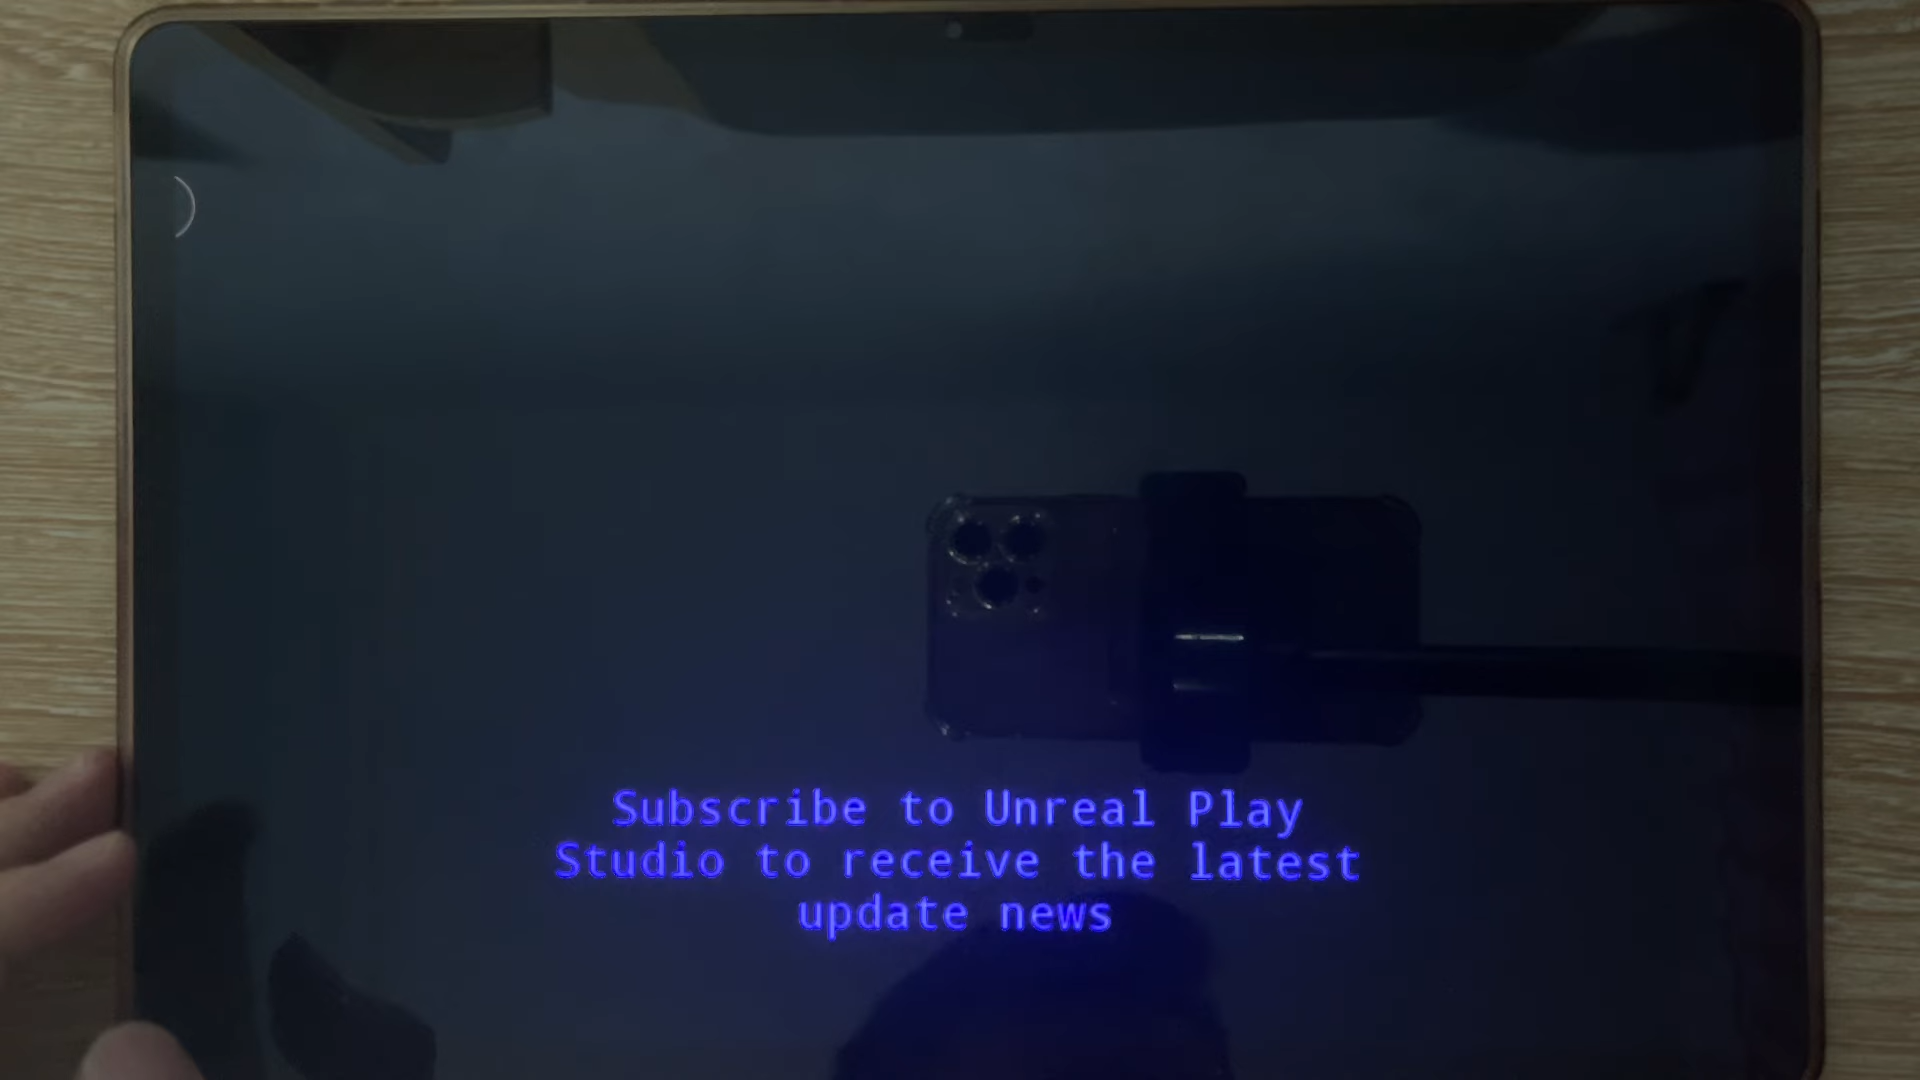 Subscribe to Unreal Play
Studio to receive the latest
update news